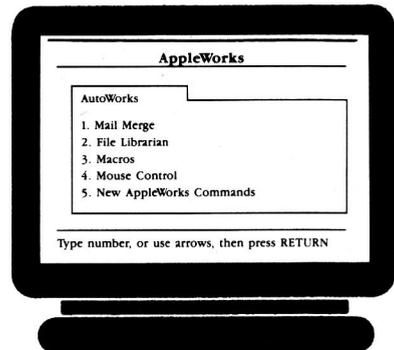 AppleWorks
AutoWorks
1. Mail Merge
2. File Librarian
3. Macros
4. Mouse Control
5. New AppleWorks Commands
Type number, or use arrows, then press RETURN